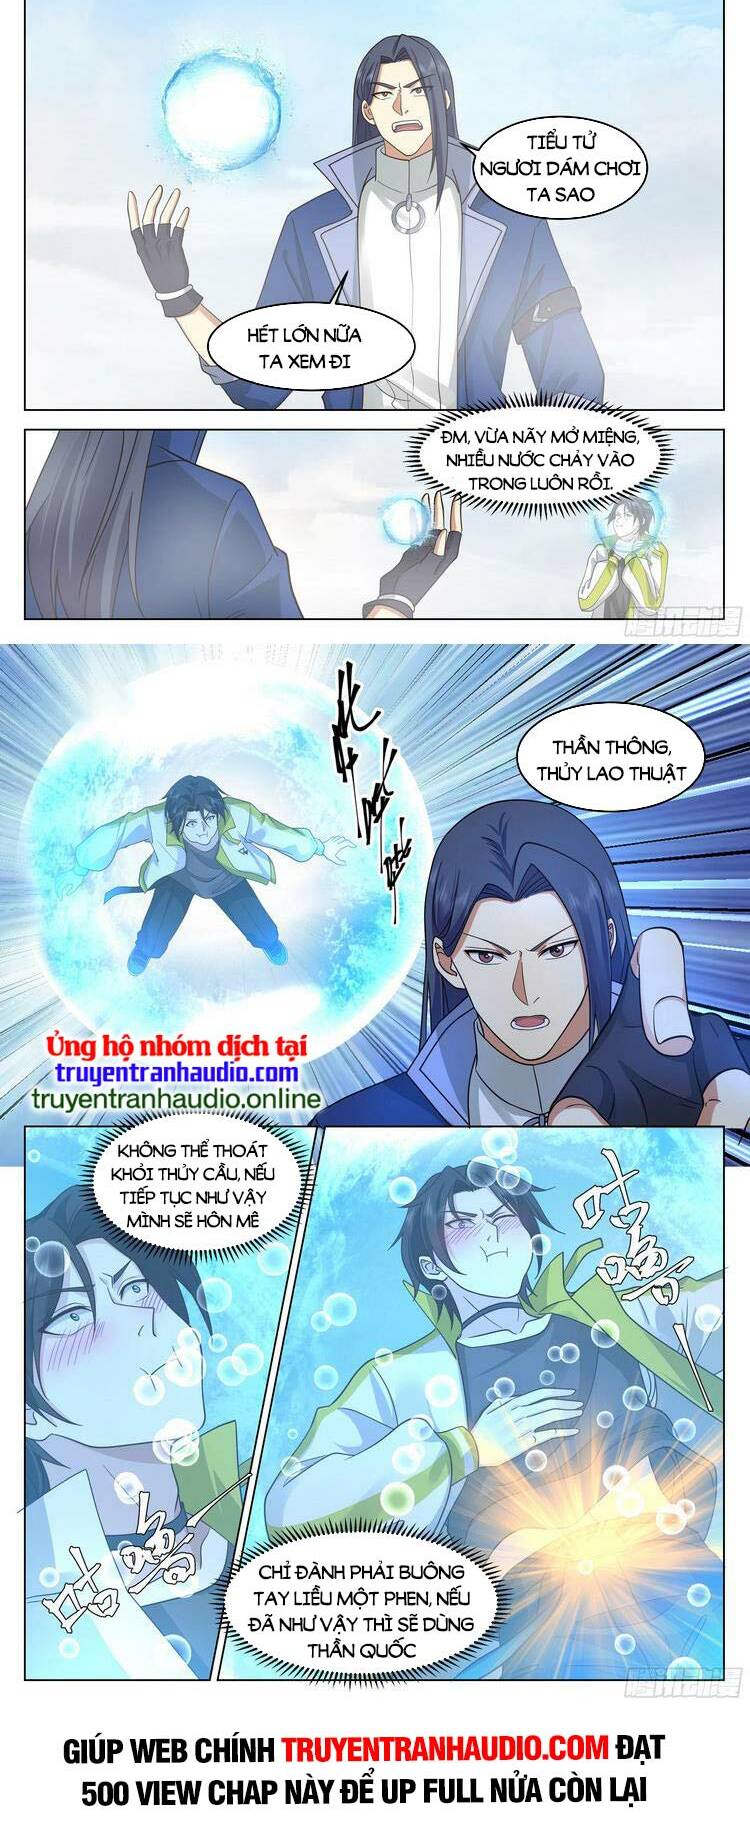 TIỂU TỬ
NGƯƠI DÁM CHƠI
TA SAO
HÉT LỚN NỮA
TA XEM ĐI
ĐM, VỪA NÃY MỞ MIỆNG,
NHIỀU NƯỚC CHẢY VÀO
TRONG LUÔN RỒI.
THẦN THÔNG,
THỦY LAO THUẬT
Ủng hộ nhóm dịch tại
truyentranhaudio.com
truyentranhaudio.online
KHÔNG THỂ THOÁT
KHỎI THỦY CẦU, NẾU
TIẾP TỤC NHƯ VẬY
MÌNH SẼ HÔN MÊ
咕噜
咕噜
CHỈ ĐÀNH PHẢI BUÔNG
TAY LIỀU MỘT PHEN, NẾU
ĐÃ NHƯ VẬY THÌ SẼ DÙNG
THẦN QUỐC
GIÚP WEB CHÍNH TRUYENTRANHAUDIO.COM ĐẠT
500 VIEW CHAP NÀY ĐỂ UP FULL NỬA CÒN LẠI